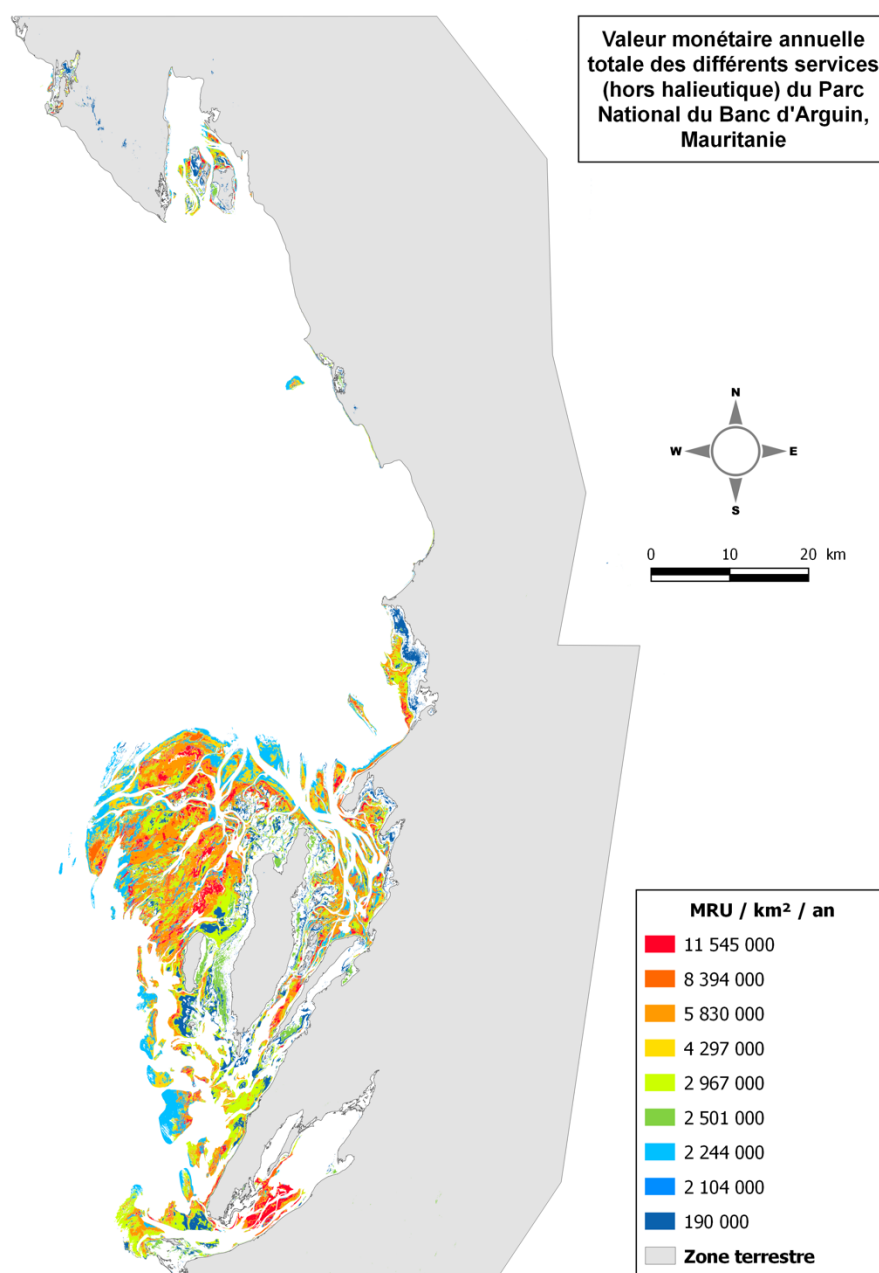 Valeur monétaire annuelle
totale des différents services
(hors halieutique) du Parc
National du Banc d'Arguin,
Mauritanie
N
W E
S
0 10 20 km
MRU / km² / an
11 545 000
8 394 000
5 830 000
4 297 000
2 967 000
2 501 000
2 244 000
2 104 000
190 000
Zone terrestre